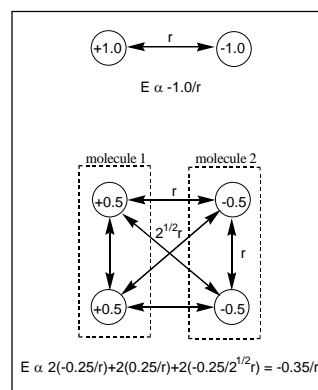 r
+1.0 -1.0
E α -1.0/r
molecule 1 molecule 2
r
+0.5 -0.5
2^{1/2}r
r
+0.5 -0.5
E α 2(-0.25/r)+2(0.25/r)+2(-0.25/2^{1/2}r) = -0.35/r